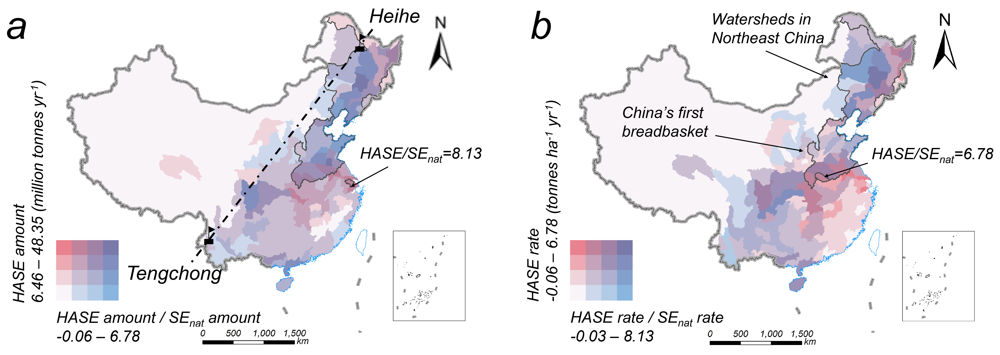 a
Heihe
N
HASE/SEnat=8.13
Tengchong
HASE amount
6.46 – 48.35 (million tonnes yr-1)
HASE amount / SEnat amount
-0.06 – 6.78
0 500 1,000 1,500
km
b
Watersheds in
Northeast China
N
China's first
breadbasket
HASE/SEnat=6.78
HASE rate
-0.06 – 6.78 (tonnes ha-1 yr-1)
HASE rate / SEnat rate
-0.03 – 8.13
0 500 1,000 1,500
km